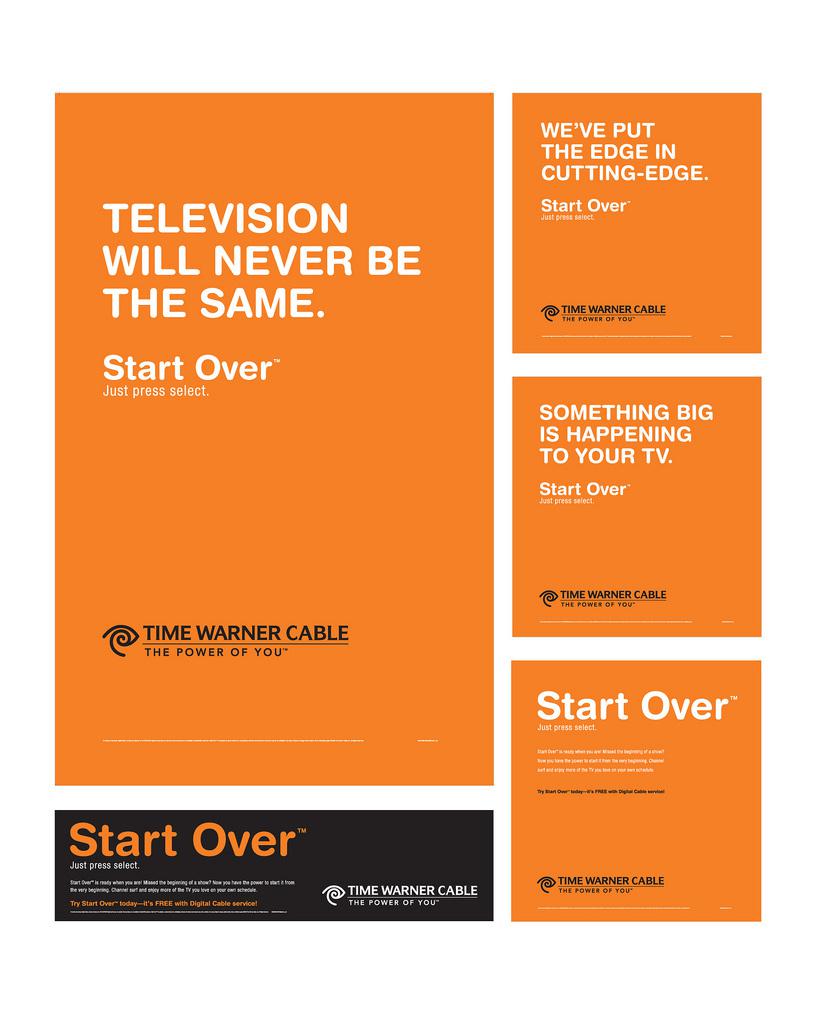 TELEVISION
WILL NEVER BE
THE SAME.
Start Over™
Just press select.
TIME WARNER CABLE
THE POWER OF YOU™
WE'VE PUT
THE EDGE IN
CUTTING-EDGE.
Start Over™
Just press select.
TIME WARNER CABLE
THE POWER OF YOU™
SOMETHING BIG
IS HAPPENING
TO YOUR TV.
Start Over™
Just press select.
TIME WARNER CABLE
THE POWER OF YOU™
Start Over™
Just press select.
Start Over™ is ready when you are! Missed the beginning of a show?
Now you have the power to start it from the very beginning. Channel
surf and enjoy more of the TV you love on your own schedule.
Try Start Over™ today—it's FREE with Digital Cable service!
TIME WARNER CABLE
THE POWER OF YOU™
Start Over™
Just press select.
Start Over™ is ready when you are! Missed the beginning of a show? Now you have the power to start it from
the very beginning. Channel surf and enjoy more of the TV you love on your own schedule.
Try Start Over™ today—it's FREE with Digital Cable service!
TIME WARNER CABLE
THE POWER OF YOU™